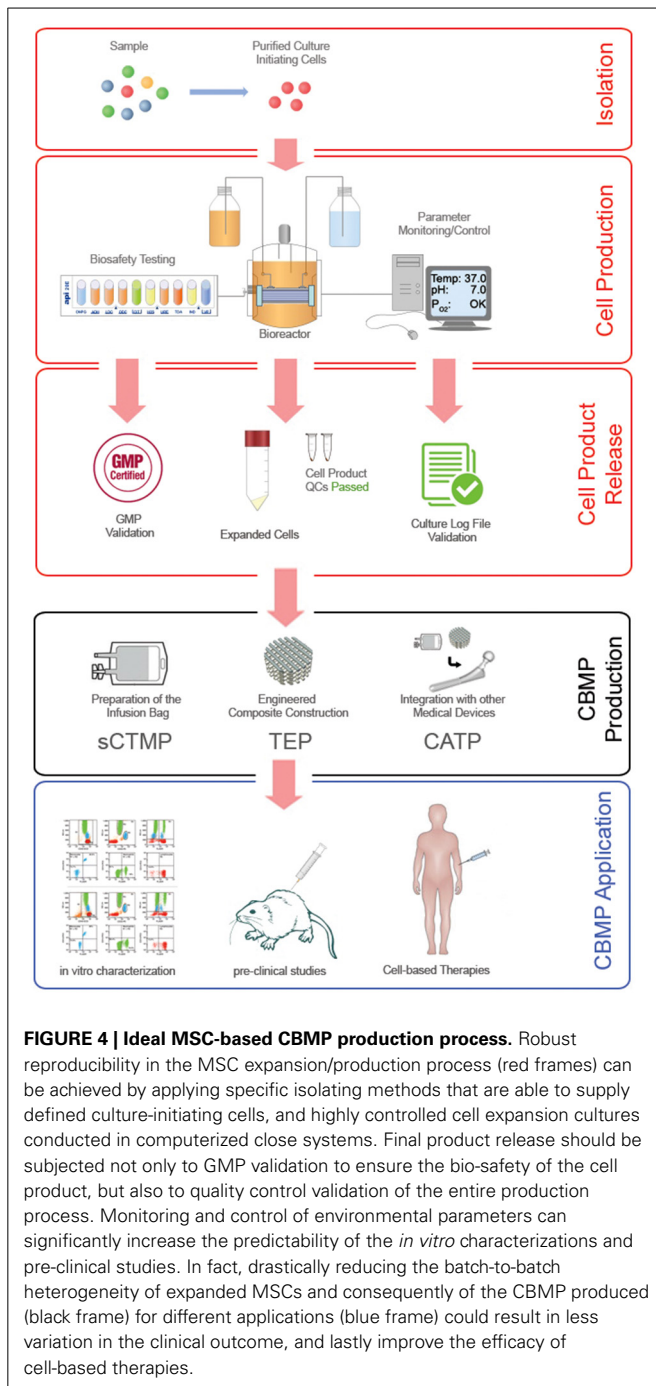 Sample
Purified Culture
Initiating Cells
Isolation
Biosafety Testing
Parameter
Monitoring/Control
Temp: 37.0
pH: 7.0
PO2: OK
Bioreactor
Cell Production
GMP
Certified
GMP
Validation
Expanded Cells
Cell Product
QCs Passed
Culture Log File
Validation
Cell Product
Release
Preparation of the
Infusion Bag
sCTMP
Engineered
Composite Construction
TEP
Integration with other
Medical Devices
CATP
CBMP
Production
in vitro characterization
pre-clinical studies
Cell-based Therapies
CBMP Application
FIGURE 4 | Ideal MSC-based CBMP production process. Robust
reproducibility in the MSC expansion/production process (red frames) can
be achieved by applying specific isolating methods that are able to supply
defined culture-initiating cells, and highly controlled cell expansion cultures
conducted in computerized close systems. Final product release should be
subjected not only to GMP validation to ensure the bio-safety of the cell
product, but also to quality control validation of the entire production
process. Monitoring and control of environmental parameters can
significantly increase the predictability of the in vitro characterizations and
pre-clinical studies. In fact, drastically reducing the batch-to-batch
heterogeneity of expanded MSCs and consequently of the CBMP produced
(black frame) for different applications (blue frame) could result in less
variation in the clinical outcome, and lastly improve the efficacy of
cell-based therapies.